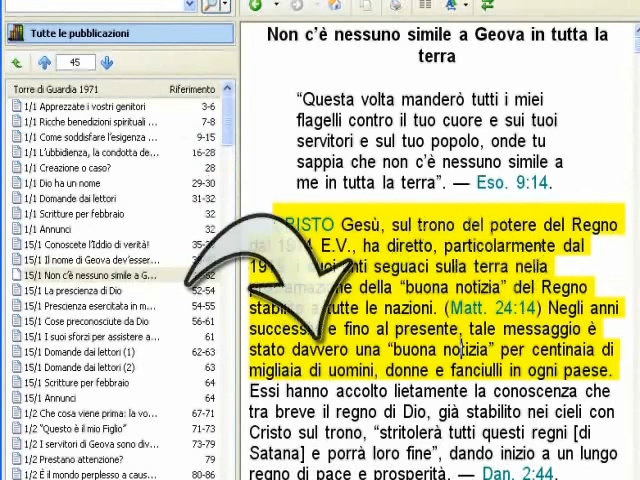 Tutte le pubblicazioni
45
Torre di Guardia 1971 Riferimento
1/1 Apprezzate i vostri genitori 3-6
1/1 Ricche benedizioni spirituali ... 7-8
1/1 Come soddisfare l'esigenza ... 9-15
1/1 L'ubbidienza, la condotta de... 16-28
1/1 Creazione o caso? 28
1/1 Dio ha un nome 29-30
1/1 Domande dai lettori 31-32
1/1 Scritture per febbraio 32
1/1 Annunci 32
15/1 Conoscete l'Iddio di verità! 35-
15/1 Il nome di Geova dev'esser...
15/1 Non c'è nessuno simile a G...
15/1 La prescienza di Dio 52-54
15/1 Prescienza esercitata in m... 54-55
15/1 Cose preconosciute da Dio 56-61
15/1 I suoi sforzi per assistere a... 61
15/1 Domande dai lettori (1) 62-63
15/1 Domande dai lettori (2) 63
15/1 Scritture per febbraio 64
15/1 Annunci 64
1/2 Che cosa viene prima: la vo... 67-71
1/2 "Questo è il mio Figlio" 71-73
1/2 I servitori di Geova sono div... 73-79
1/2 Prestano attenzione? 79
1/2 È il mondo perplesso a caus... 80-86
Non c'è nessuno simile a Geova in tutta la
terra
"Questa volta manderò tutti i miei
flagelli contro il tuo cuore e sui tuoi
servitori e sul tuo popolo, onde tu
sappia che non c'è nessuno simile a
me in tutta la terra". — Eso. 9:14.
Gesù, sul trono del potere del Regno
dal E.V., ha diretto, particolarmente dal
seguaci sulla terra nella
della "buona notizia" del Regno
tutte le nazioni. (Matt. 24:14) Negli anni
e fino al presente, tale messaggio è
stato davvero una "buona notizia" per centinaia di
migliaia di uomini, donne e fanciulli in ogni paese.
Essi hanno accolto lietamente la conoscenza che
tra breve il regno di Dio, già stabilito nei cieli con
Cristo sul trono, "stritolerà tutti questi regni [di
Satana] e porrà loro fine", dando inizio a un lungo
regno di pace e prosperità. — Dan. 2:44.